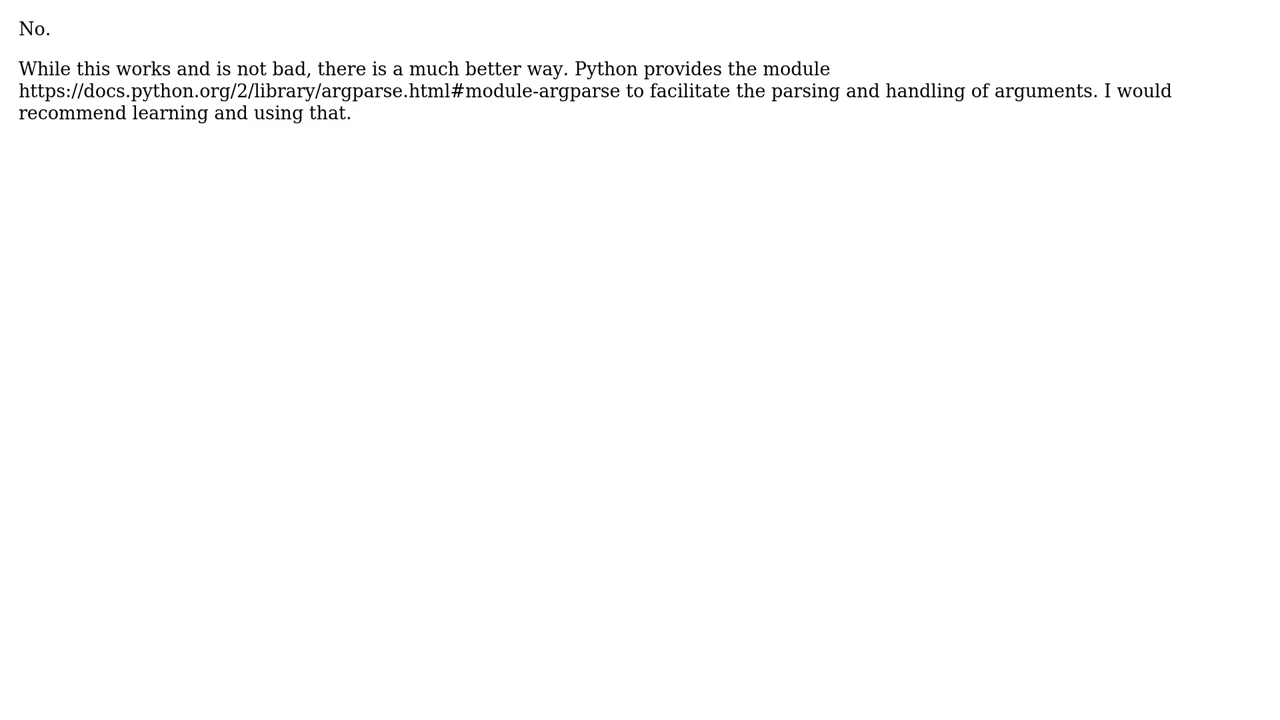 No.
While this works and is not bad, there is a much better way. Python provides the module
https://docs.python.org/2/library/argparse.html#module-argparse to facilitate the parsing and handling of arguments. I would
recommend learning and using that.